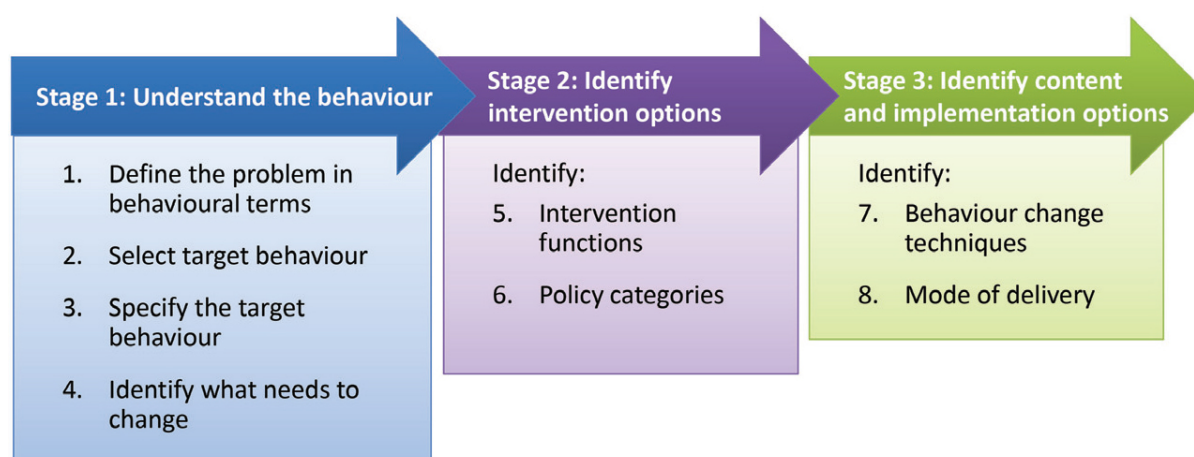 Stage 1: Understand the behaviour
1. Define the problem in
behavioural terms
2. Select target behaviour
3. Specify the target
behaviour
4. Identify what needs to
change
Stage 2: Identify
intervention options
Identify:
5. Intervention
functions
6. Policy categories
Stage 3: Identify content
and implementation options
Identify:
7. Behaviour change
techniques
8. Mode of delivery